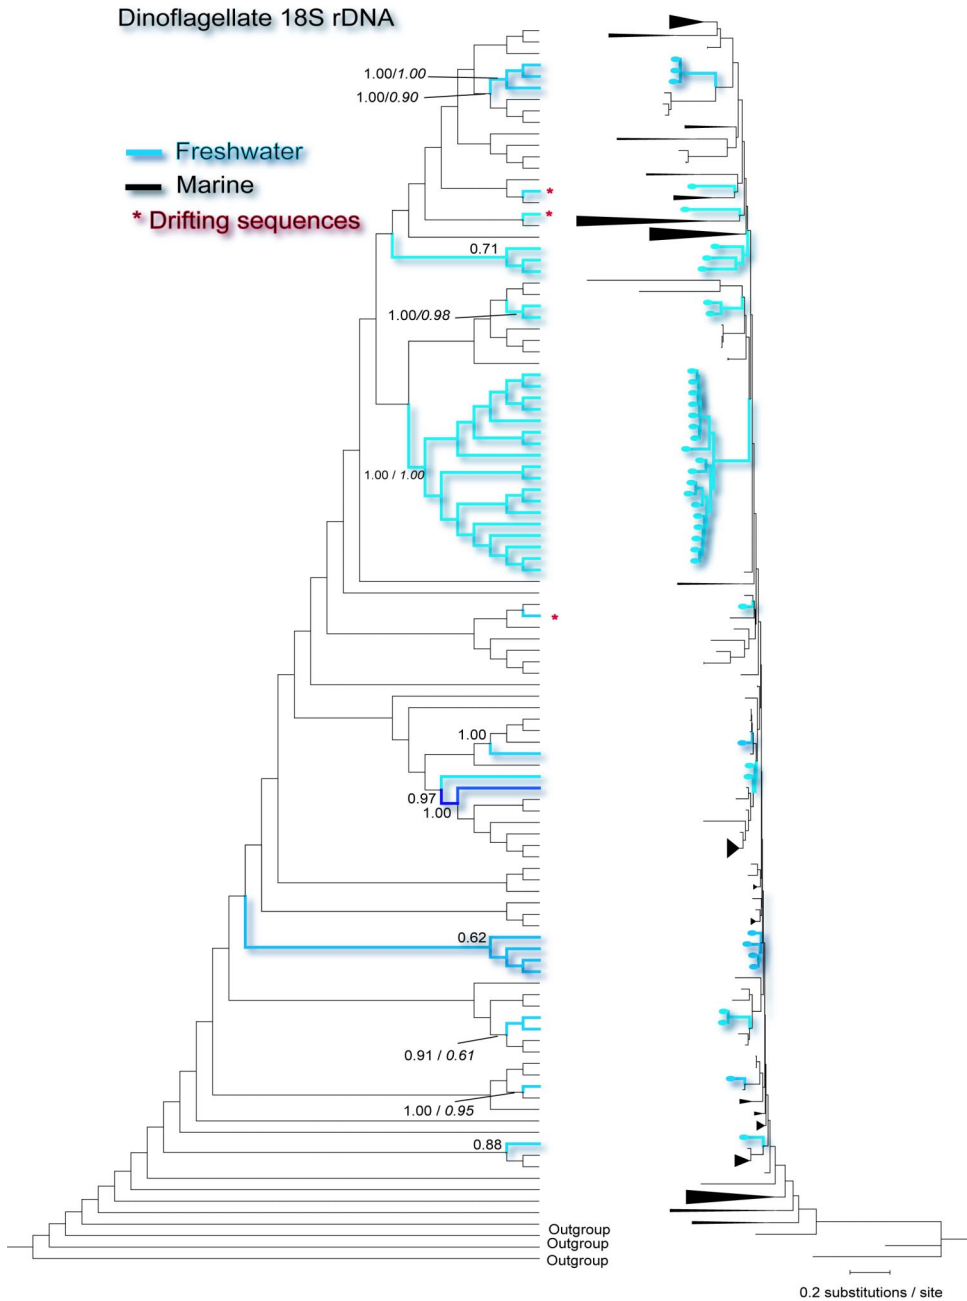 Dinoflagellate 18S rDNA
1.00/1.00
1.00/0.90
Freshwater
Marine
* Drifting sequences
*
*
0.71
1.00/0.98
1.00 / 1.00
*
1.00
0.97
1.00
0.62
0.91 / 0.61
1.00 / 0.95
0.88
Outgroup
Outgroup
Outgroup
0.2 substitutions / site